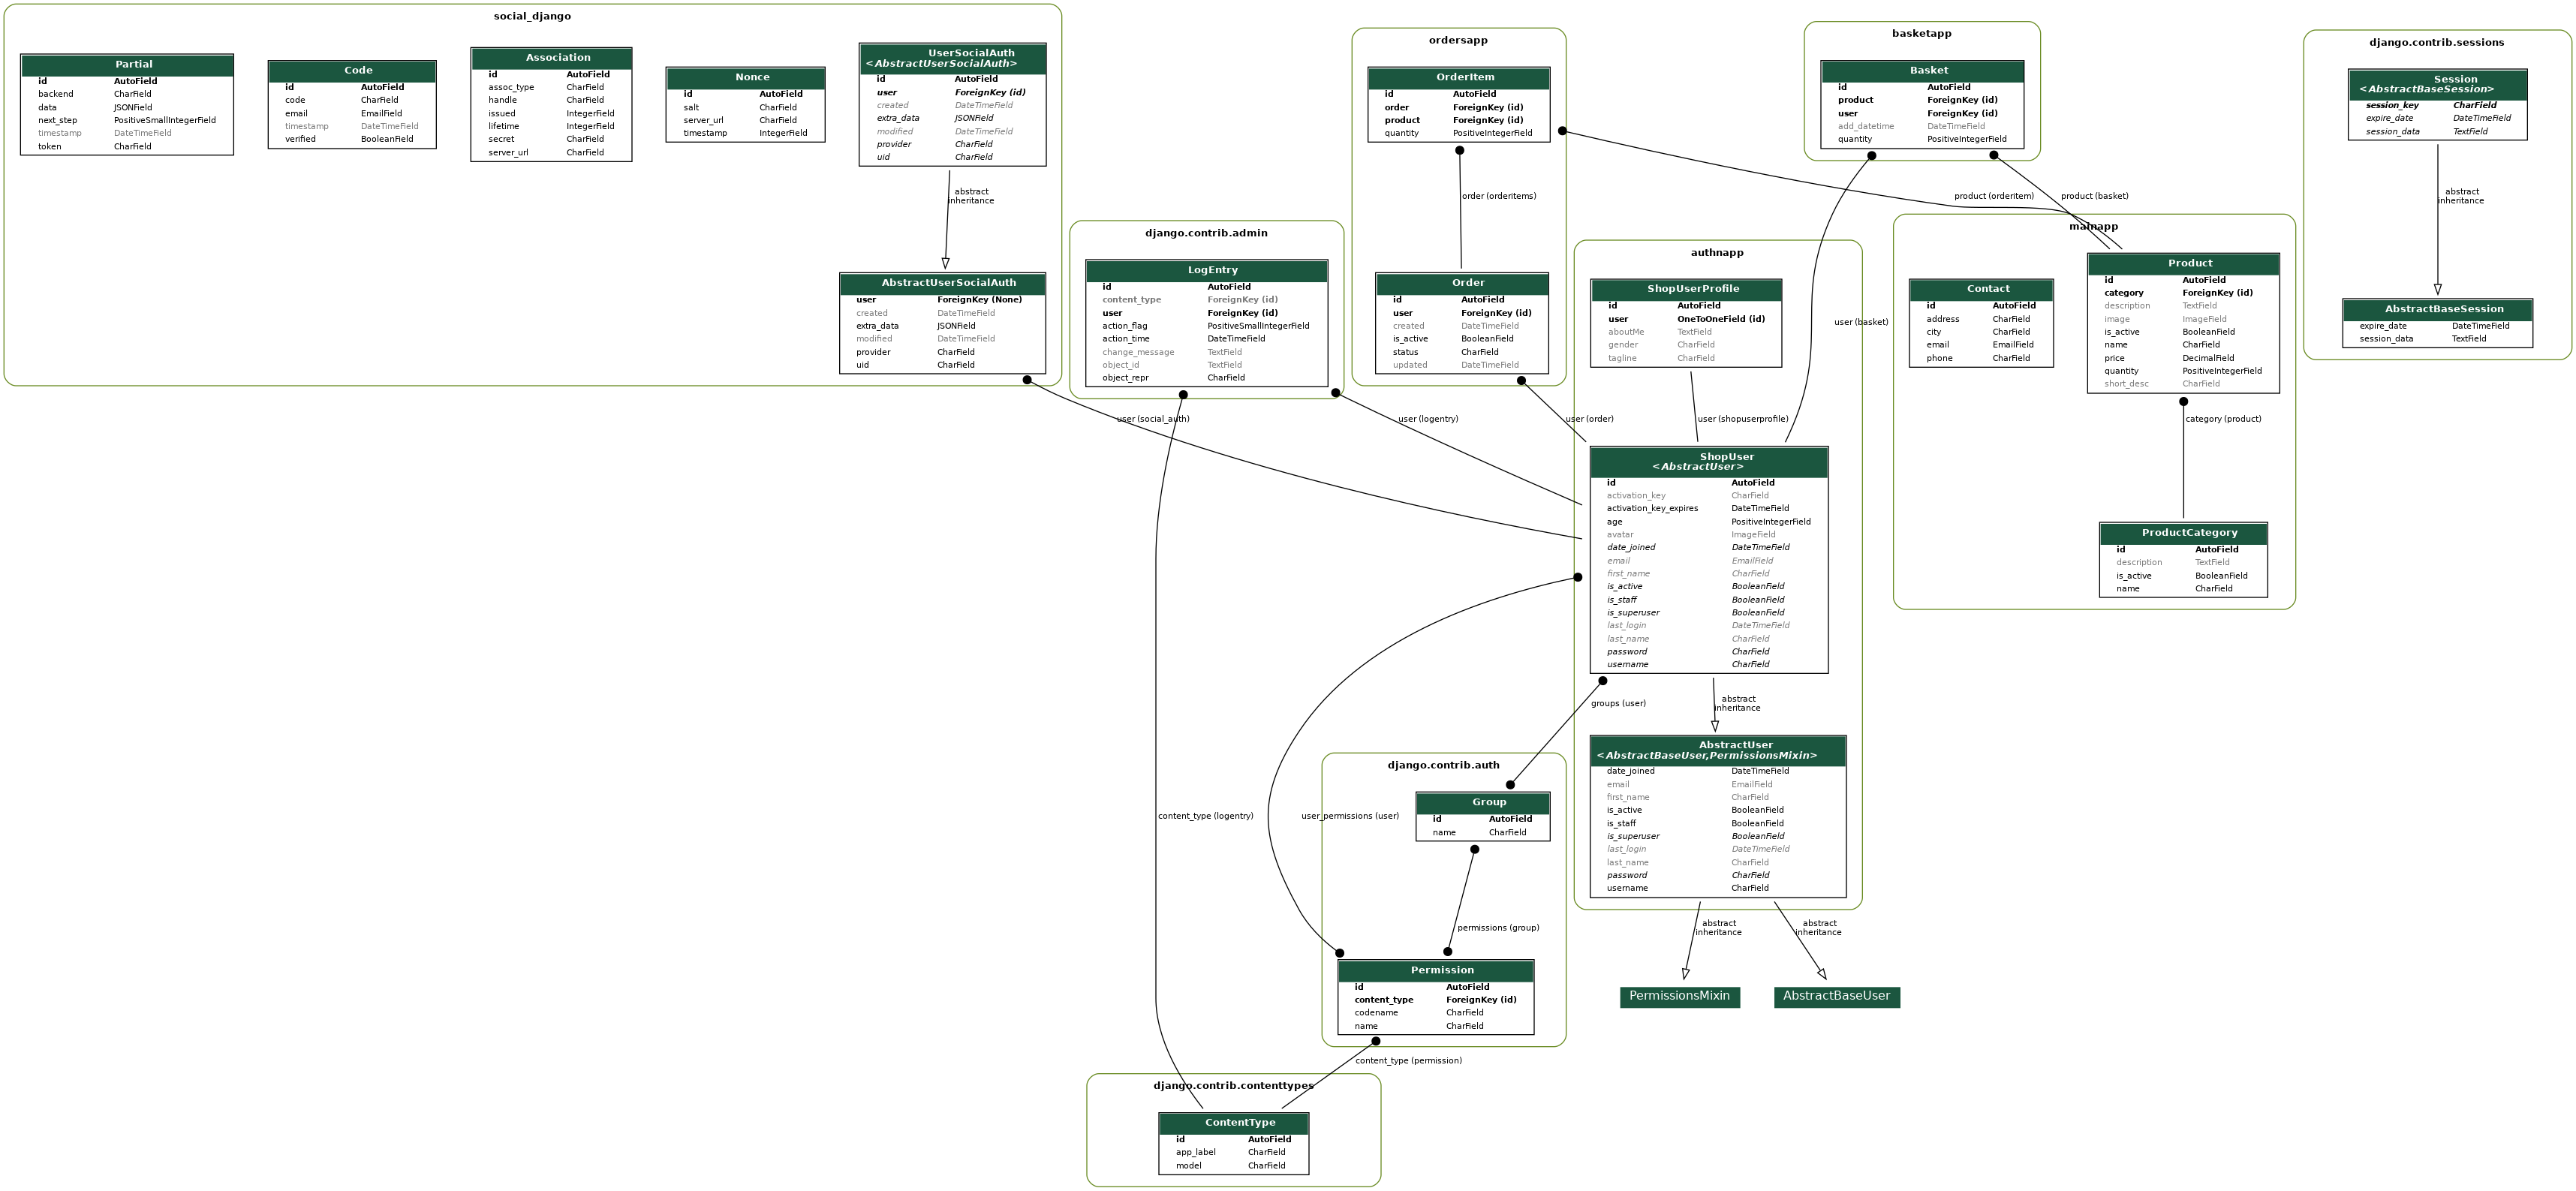 social_django
Partial
id AutoField
backend CharField
data JSONField
next_step PositiveSmallIntegerField
timestamp DateTimeField
token CharField
Code
id AutoField
code CharField
email EmailField
timestamp DateTimeField
verified BooleanField
Association
id AutoField
assoc_type CharField
handle CharField
issued IntegerField
lifetime IntegerField
secret CharField
server_url CharField
Nonce
id AutoField
salt CharField
server_url CharField
timestamp IntegerField
UserSocialAuth
<AbstractUserSocialAuth>
id AutoField
user ForeignKey (id)
created DateTimeField
extra_data JSONField
modified DateTimeField
provider CharField
uid CharField
abstract
inheritance
AbstractUserSocialAuth
user ForeignKey (None)
created DateTimeField
extra_data JSONField
modified DateTimeField
provider CharField
uid CharField
user (social_auth)
django.contrib.admin
LogEntry
id AutoField
content_type ForeignKey (id)
user ForeignKey (id)
action_flag PositiveSmallIntegerField
action_time DateTimeField
change_message TextField
object_id TextField
object_repr CharField
user (logentry)
content_type (logentry)
ordersapp
OrderItem
id AutoField
order ForeignKey (id)
product ForeignKey (id)
quantity PositiveIntegerField
order (orderitems)
product (orderitem)
Order
id AutoField
user ForeignKey (id)
created DateTimeField
is_active BooleanField
status CharField
updated DateTimeField
user (order)
basketapp
Basket
id AutoField
product ForeignKey (id)
user ForeignKey (id)
add_datetime DateTimeField
quantity PositiveIntegerField
product (basket)
user (basket)
authnapp
ShopUserProfile
id AutoField
user OneToOneField (id)
aboutMe TextField
gender CharField
tagline CharField
user (shopuserprofile)
ShopUser
<AbstractUser>
id AutoField
activation_key CharField
activation_key_expires DateTimeField
age PositiveIntegerField
avatar ImageField
date_joined DateTimeField
email EmailField
first_name CharField
is_active BooleanField
is_staff BooleanField
is_superuser BooleanField
last_login DateTimeField
last_name CharField
password CharField
username CharField
groups (user)
user_permissions (user)
abstract
inheritance
AbstractUser
<AbstractBaseUser,PermissionsMixin>
date_joined DateTimeField
email EmailField
first_name CharField
is_active BooleanField
is_staff BooleanField
is_superuser BooleanField
last_login DateTimeField
last_name CharField
password CharField
username CharField
abstract
inheritance
abstract
inheritance
PermissionsMixin
AbstractBaseUser
mainapp
Contact
id AutoField
address CharField
city CharField
email EmailField
phone CharField
Product
id AutoField
category ForeignKey (id)
description TextField
image ImageField
is_active BooleanField
name CharField
price DecimalField
quantity PositiveIntegerField
short_desc CharField
category (product)
ProductCategory
id AutoField
description TextField
is_active BooleanField
name CharField
django.contrib.sessions
Session
<AbstractBaseSession>
session_key CharField
expire_date DateTimeField
session_data TextField
abstract
inheritance
AbstractBaseSession
expire_date DateTimeField
session_data TextField
django.contrib.auth
Group
id AutoField
name CharField
permissions (group)
Permission
id AutoField
content_type ForeignKey (id)
codename CharField
name CharField
content_type (permission)
django.contrib.contenttypes
ContentType
id AutoField
app_label CharField
model CharField